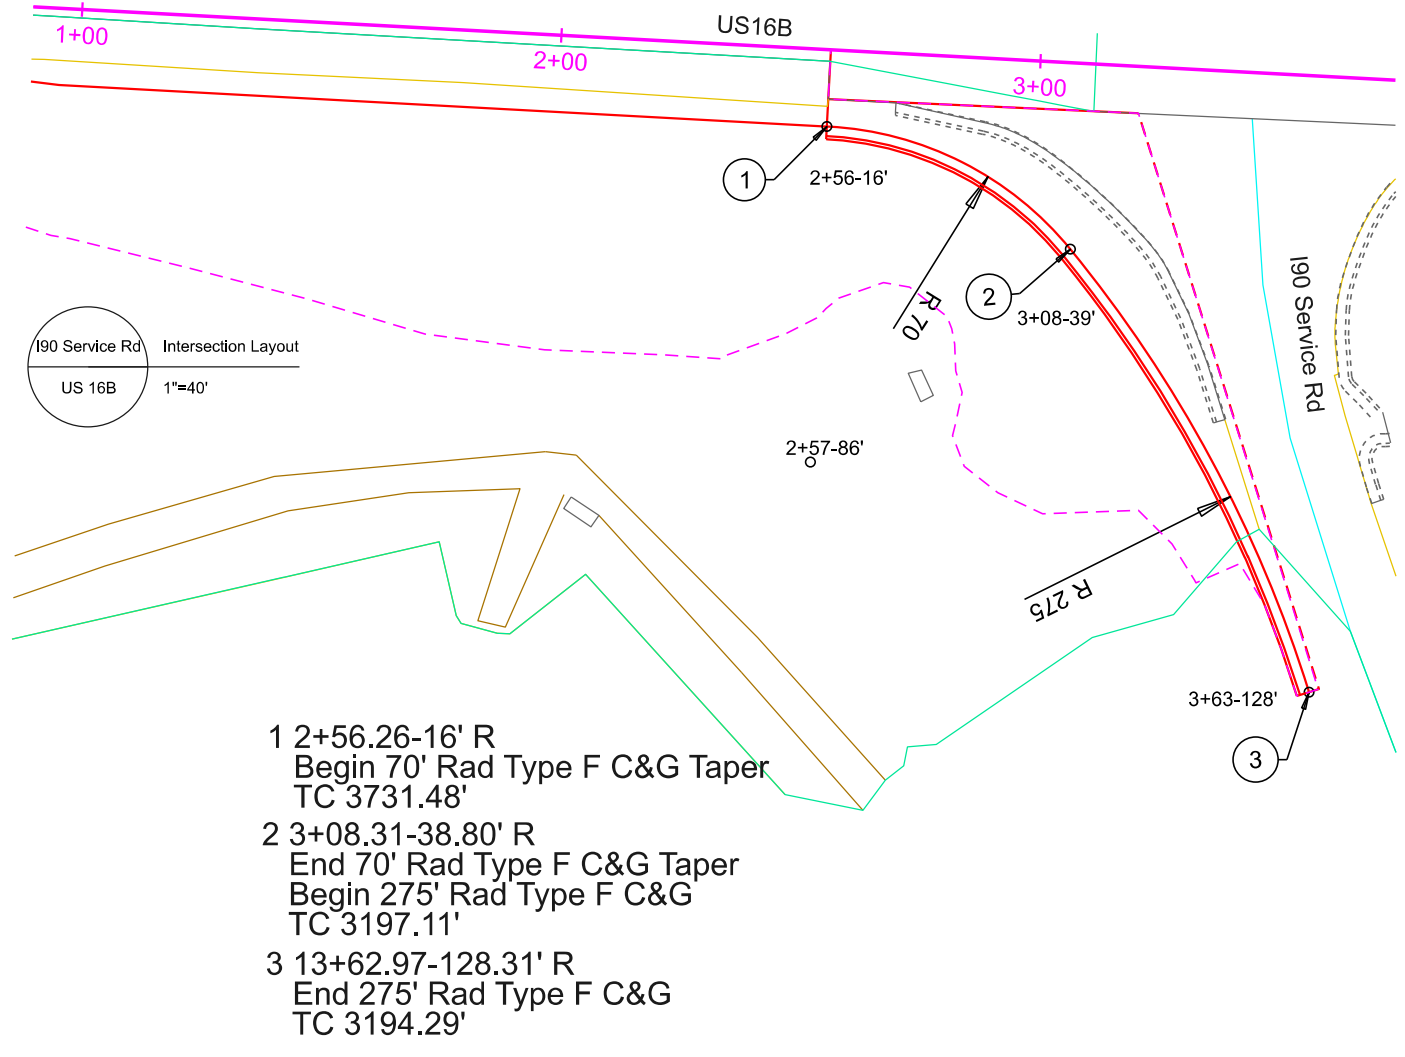 US16B
1+00
2+00
3+00
1
2+56-16'
R 70
2
3+08-39'
I90 Service Rd
I90 Service Rd
Intersection Layout
US 16B
1"=40'
2+57-86'
R 275
3+63-128'
3
1 2+56.26-16' R
Begin 70' Rad Type F C&G Taper
TC 3731.48'
2 3+08.31-38.80' R
End 70' Rad Type F C&G Taper
Begin 275' Rad Type F C&G
TC 3197.11'
3 13+62.97-128.31' R
End 275' Rad Type F C&G
TC 3194.29'